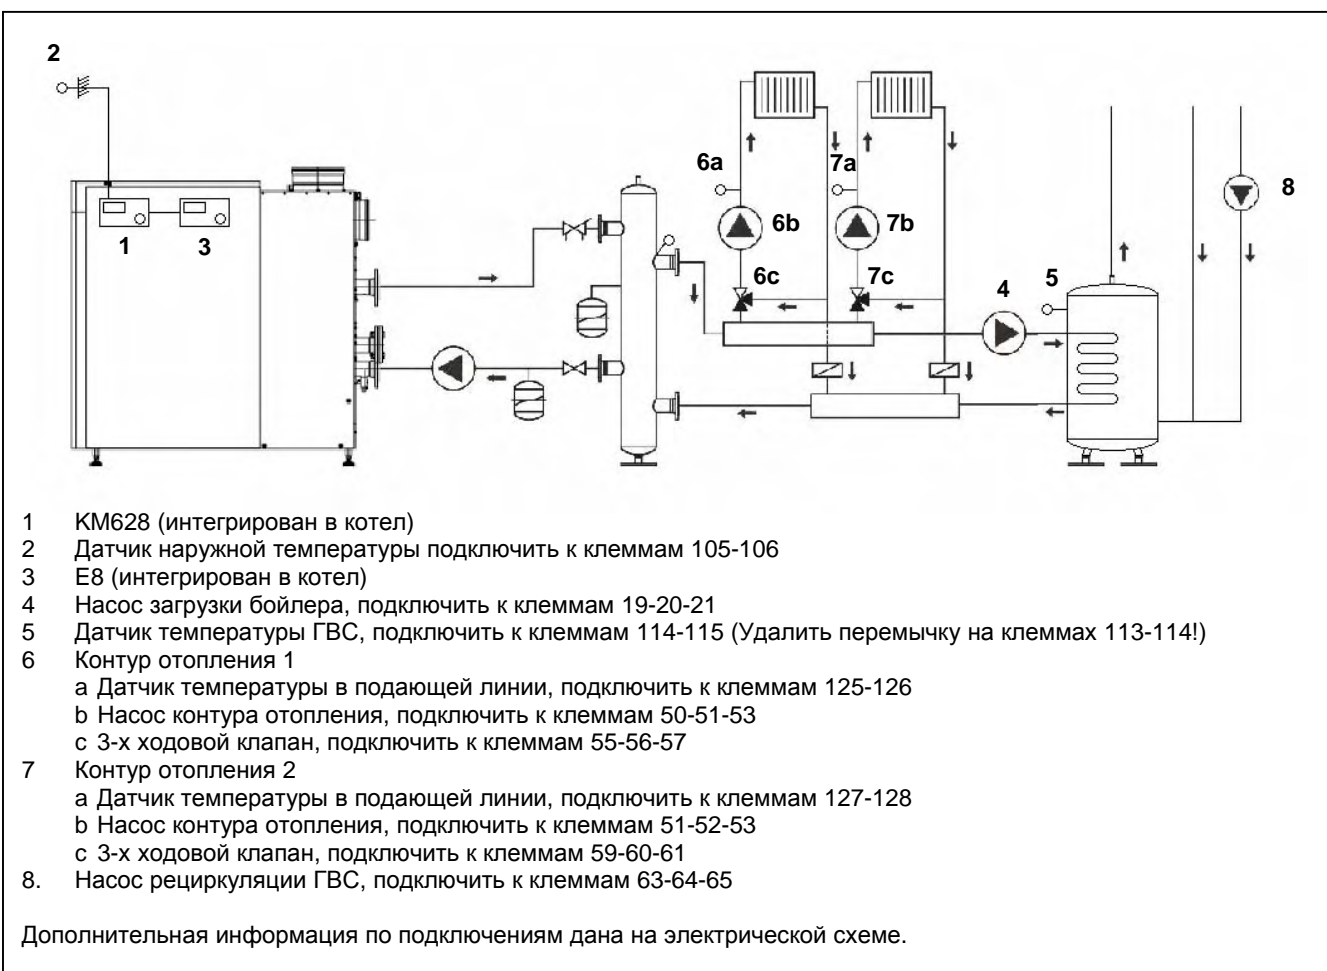 2
1
3
6a
7a
6b
7b
6c
7c
4
5
8
1 KM628 (интегрирован в котел)
2 Датчик наружной температуры подключить к клеммам 105-106
3 E8 (интегрирован в котел)
4 Насос загрузки бойлера, подключить к клеммам 19-20-21
5 Датчик температуры ГВС, подключить к клеммам 114-115 (Удалить перемычку на клеммах 113-114!)
6 Контур отопления 1
a Датчик температуры в подающей линии, подключить к клеммам 125-126
b Насос контура отопления, подключить к клеммам 50-51-53
c 3-х ходовой клапан, подключить к клеммам 55-56-57
7 Контур отопления 2
a Датчик температуры в подающей линии, подключить к клеммам 127-128
b Насос контура отопления, подключить к клеммам 51-52-53
c 3-х ходовой клапан, подключить к клеммам 59-60-61
8. Насос рециркуляции ГВС, подключить к клеммам 63-64-65
Дополнительная информация по подключениям дана на электрической схеме.